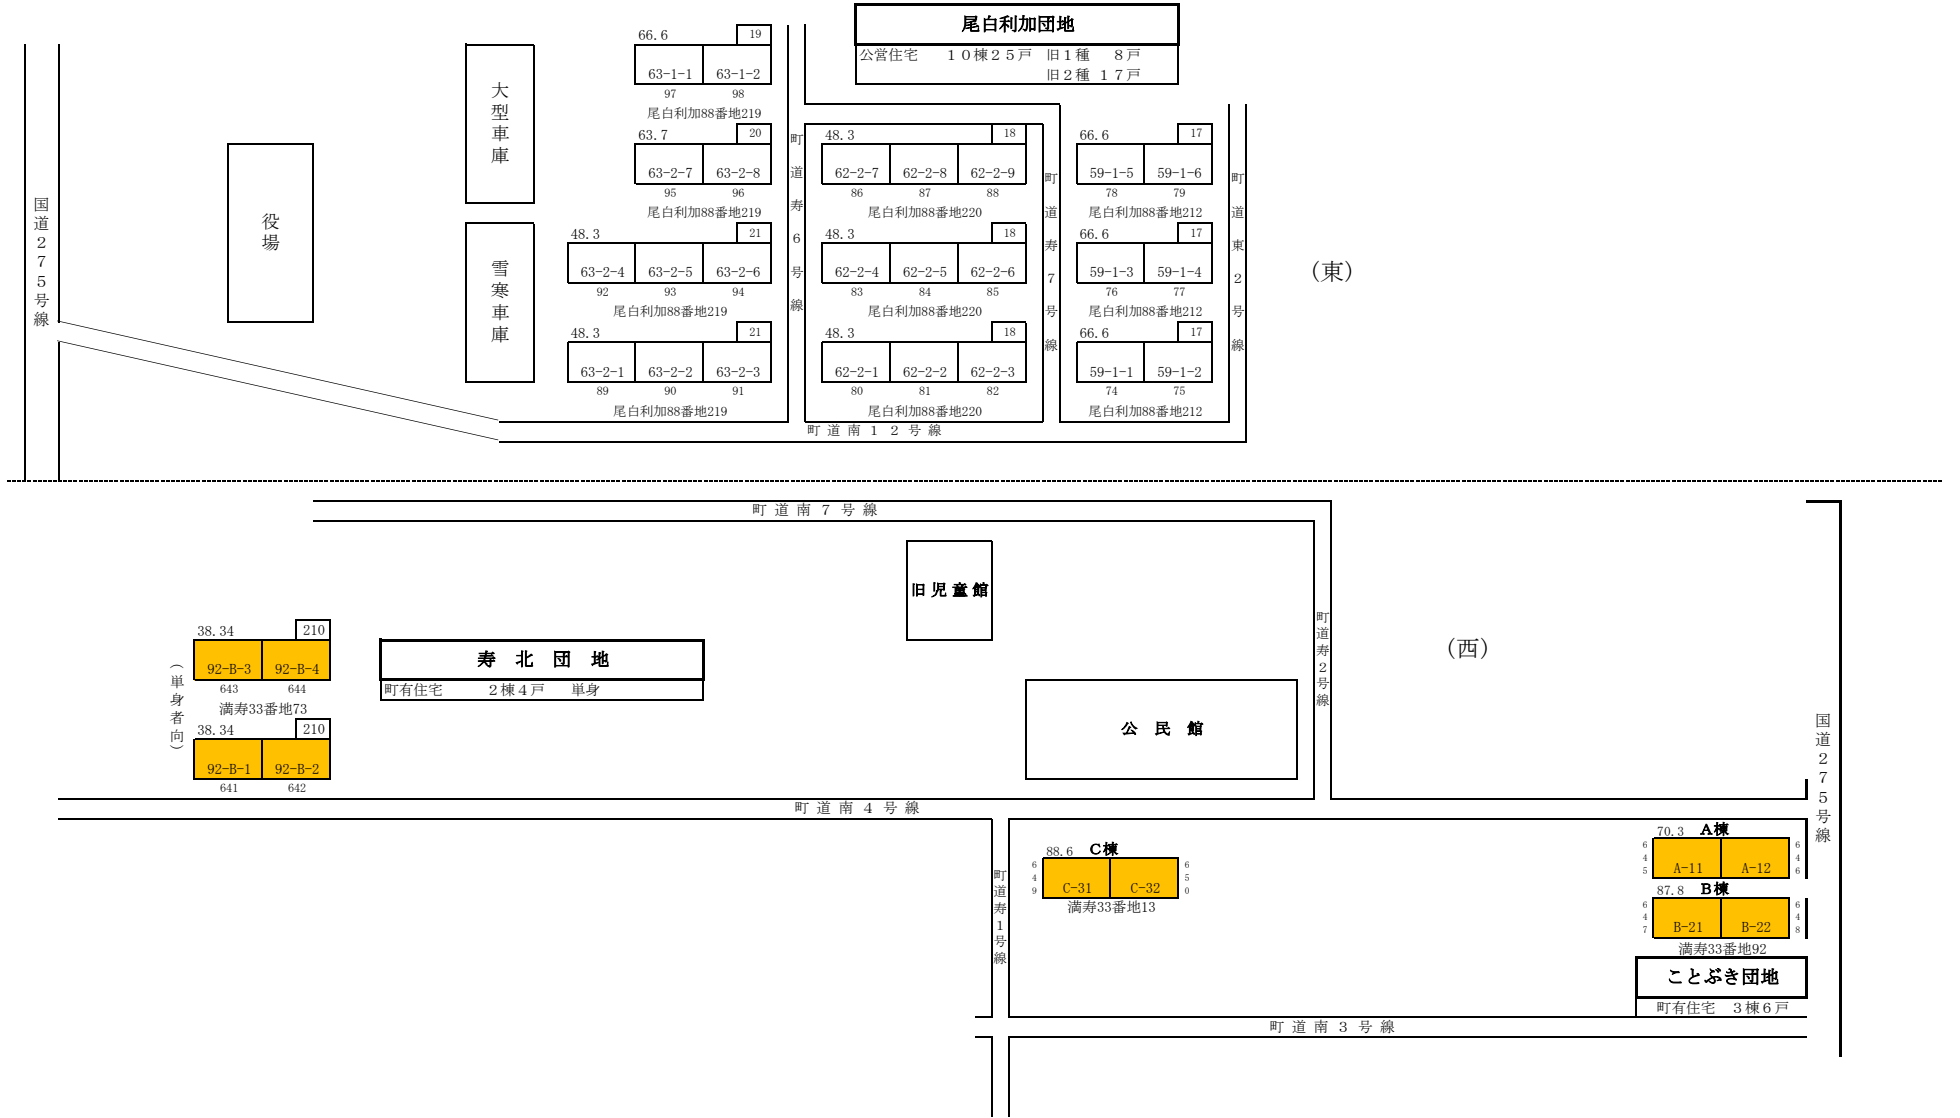 尾白利加団地
公営住宅　１０棟２５戸　旧１種　８戸
旧２種　１７戸
国道２７５号線
役場
大型車庫
雪寒車庫
66.6 19
63-1-1 63-1-2
97 98
尾白利加88番地219
63.7 20
63-2-7 63-2-8
95 96
尾白利加88番地219
48.3 21
63-2-4 63-2-5 63-2-6
92 93 94
尾白利加88番地219
48.3 21
63-2-1 63-2-2 63-2-3
89 90 91
尾白利加88番地219
町道寿６号線
48.3 18
62-2-7 62-2-8 62-2-9
86 87 88
尾白利加88番地220
48.3 18
62-2-4 62-2-5 62-2-6
83 84 85
尾白利加88番地220
48.3 18
62-2-1 62-2-2 62-2-3
80 81 82
尾白利加88番地220
町道寿７号線
66.6 17
59-1-5 59-1-6
78 79
尾白利加88番地212
66.6 17
59-1-3 59-1-4
76 77
尾白利加88番地212
66.6 17
59-1-1 59-1-2
74 75
尾白利加88番地212
町道東２号線
（東）
町道南１２号線
町道南７号線
旧児童館
町道寿２号線
（西）
（単身者向）
38.34 210
92-B-3 92-B-4
643 644
満寿33番地73
38.34 210
92-B-1 92-B-2
641 642
寿北団地
町有住宅　２棟４戸　単身
公民館
国道２７５号線
町道南４号線
町道寿１号線
88.6 C棟
649 C-31 C-32 650
満寿33番地13
70.3 A棟
645 A-11 A-12 646
87.8 B棟
647 B-21 B-22 648
満寿33番地92
ことぶき団地
町有住宅　３棟６戸
町道南３号線